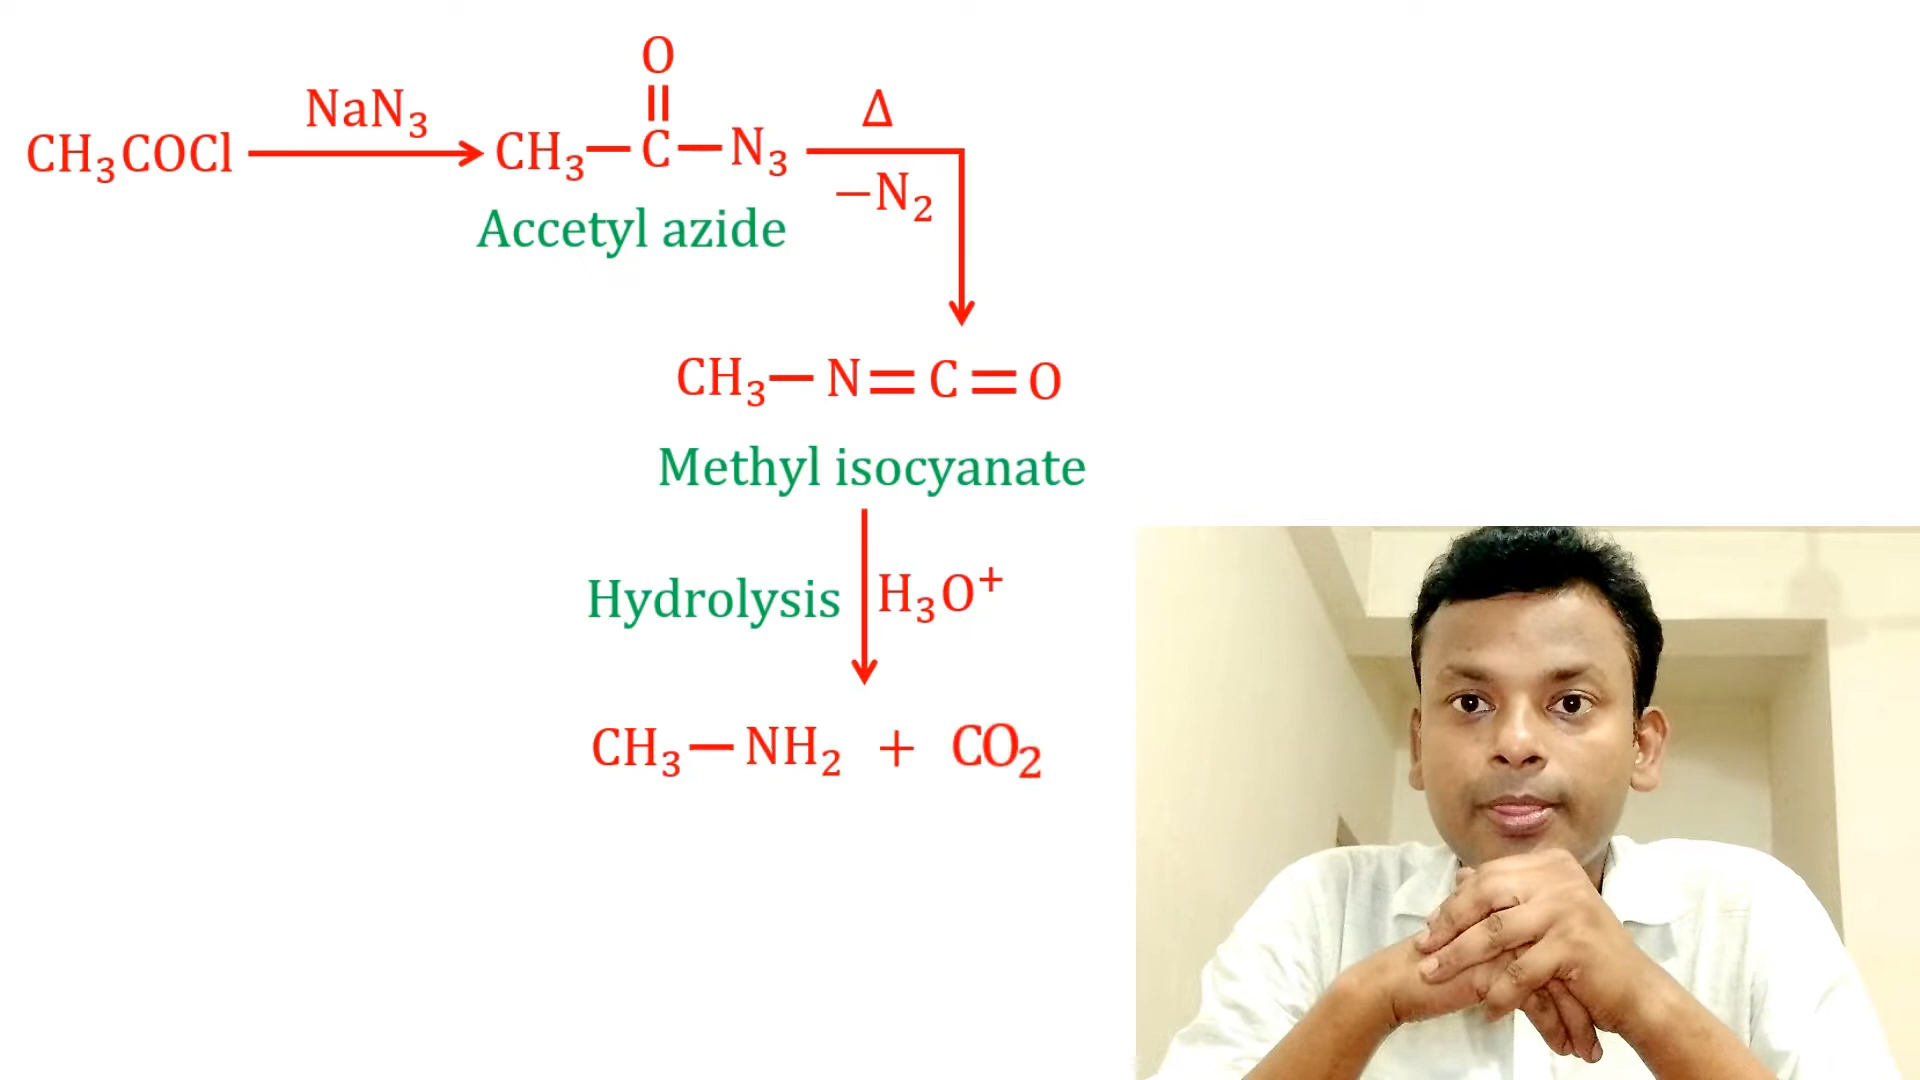 CH₃COCl NaN₃ CH₃—C—N₃ Δ
O
−N₂
Accetyl azide
CH₃—N=C=O
Methyl isocyanate
Hydrolysis H₃O⁺
CH₃—NH₂ + CO₂